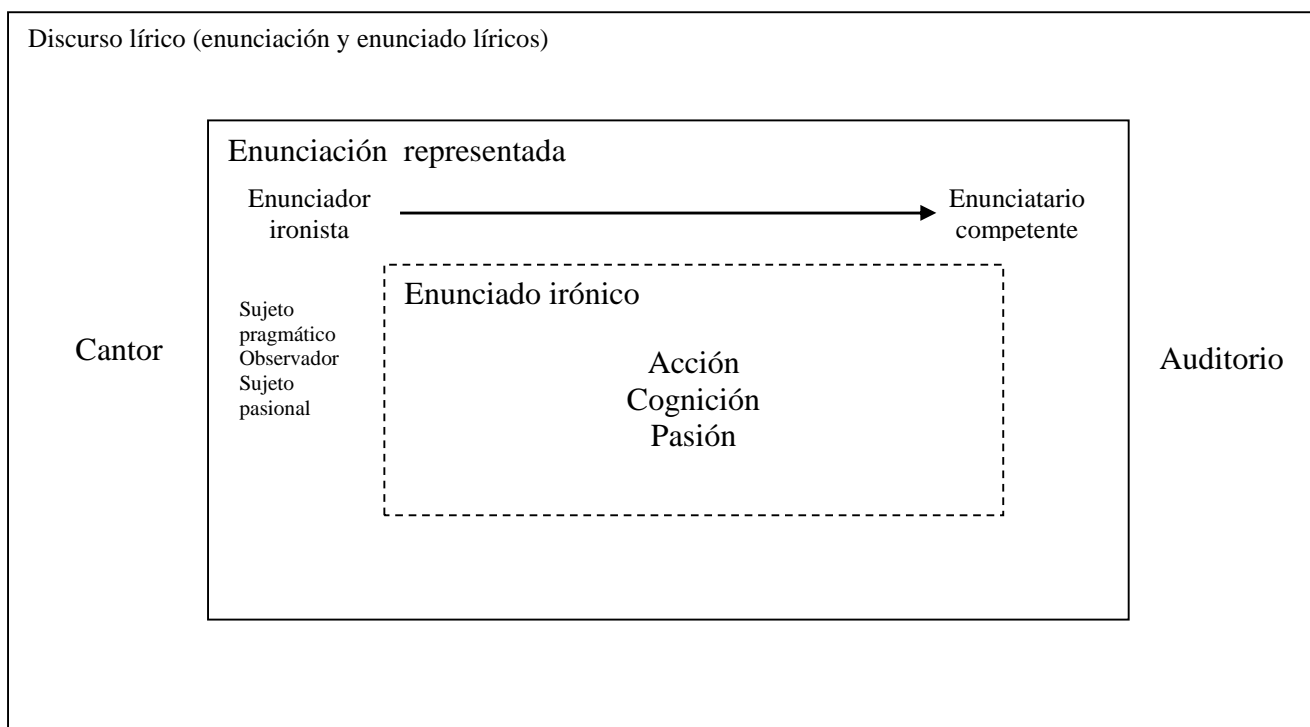 Discurso lírico (enunciación y enunciado líricos)
Enunciación representada
Enunciador
ironista
Enunciatario
competente
Enunciado irónico
Sujeto
pragmático
Observador
Sujeto
pasional
Cantor
Acción
Cognición
Pasión
Auditorio